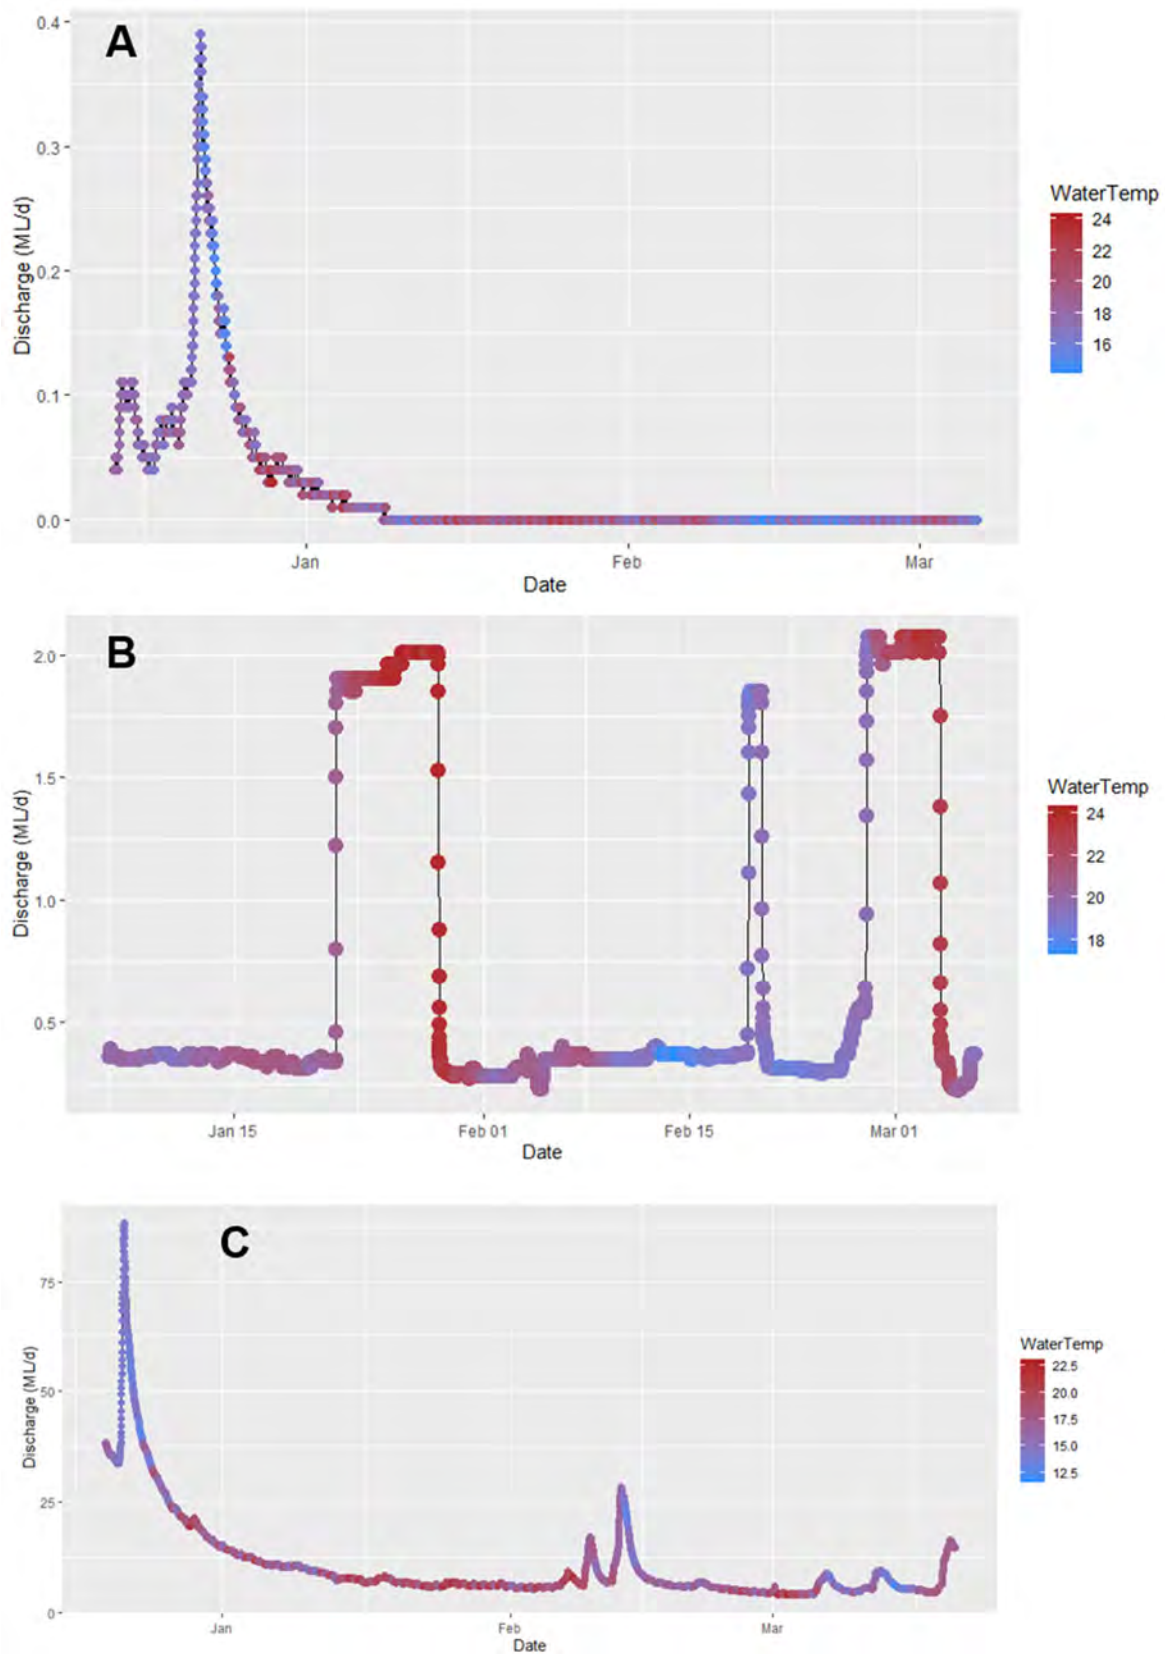 A
0.4
0.3
0.2
0.1
0.0
Discharge (ML/d)
Jan Feb Mar
Date
WaterTemp
24
22
20
18
16
B
2.0
1.5
1.0
0.5
Discharge (ML/d)
Jan 15 Feb 01 Feb 15 Mar 01
Date
WaterTemp
24
22
20
18
C
75
50
25
0
Discharge (ML/d)
Jan Feb Mar
Date
WaterTemp
22.5
20.0
17.5
15.0
12.5